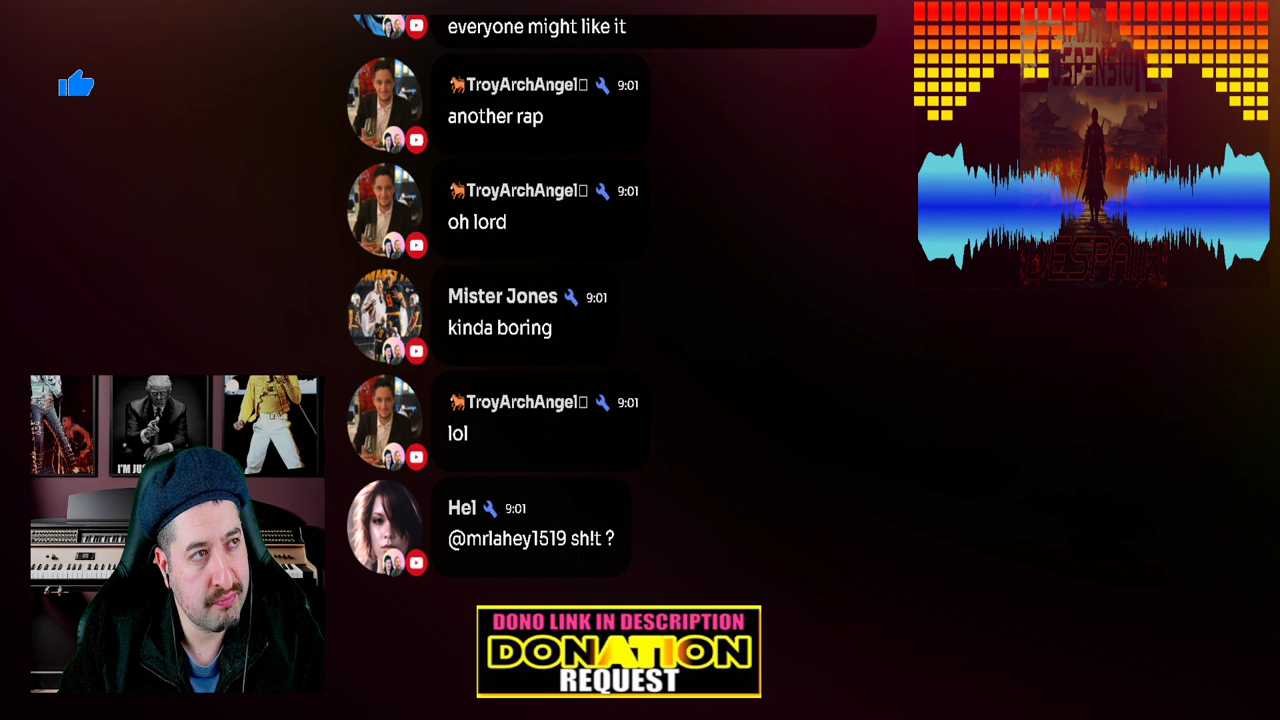 everyone might like it
TroyArchAngel 9:01
another rap
TroyArchAngel 9:01
oh lord
Mister Jones 9:01
kinda boring
TroyArchAngel 9:01
lol
Hel 9:01
@mrlahey1519 sh!t ?
I'M JUS
DONO LINK IN DESCRIPTION
DONATION
REQUEST